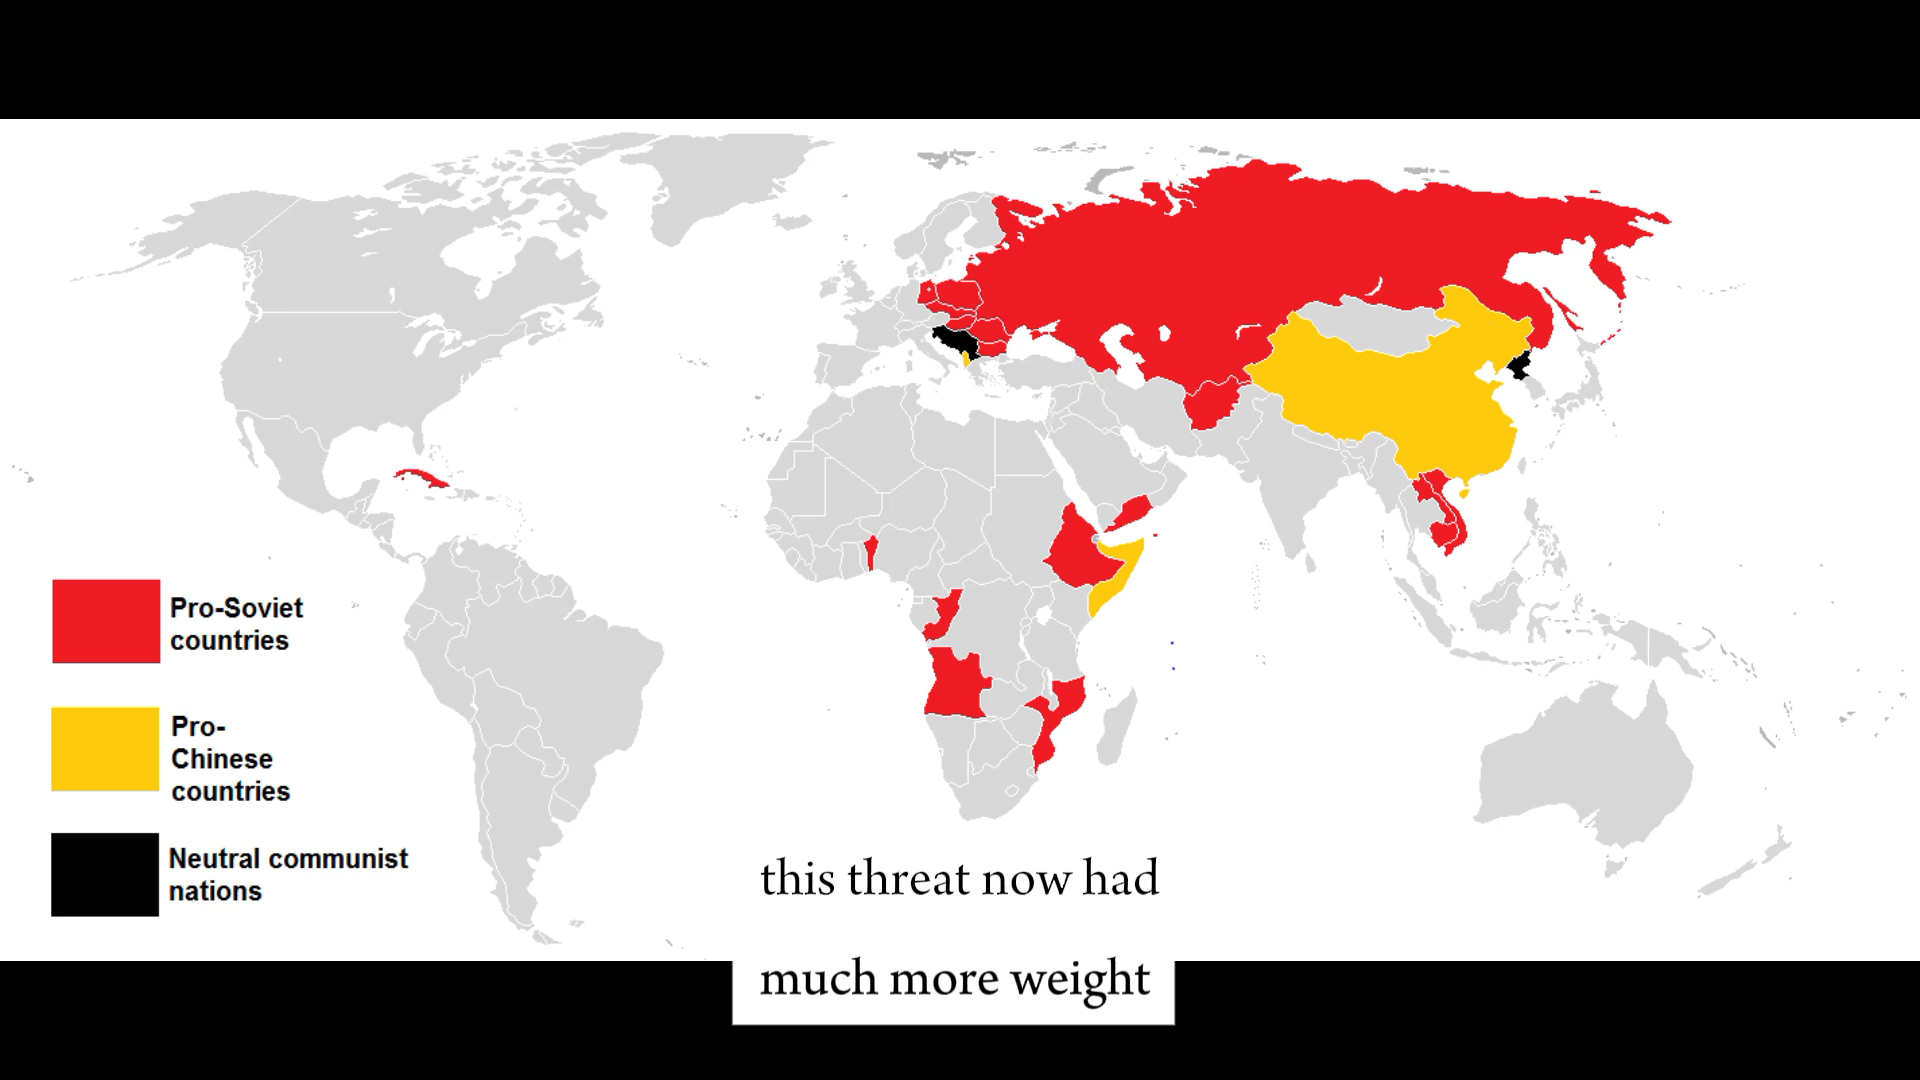 Pro-Soviet
countries
Pro-
Chinese
countries
Neutral communist
nations
this threat now had
much more weight